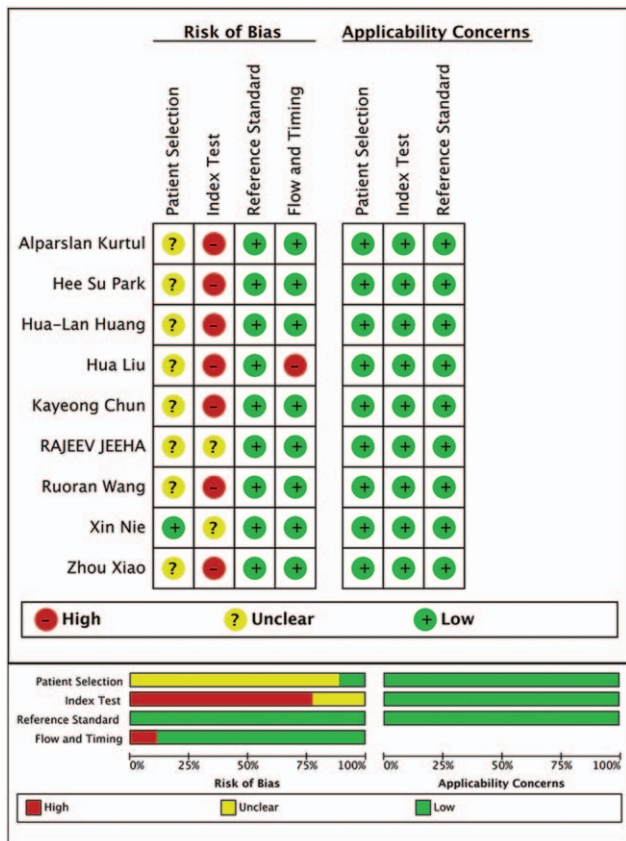 Risk of Bias Applicability Concerns
Patient Selection
Index Test
Reference Standard
Flow and Timing
Patient Selection
Index Test
Reference Standard
Alparslan Kurtul ? - + + + + +
Hee Su Park ? - + + + + +
Hua-Lan Huang ? - + + + + +
Hua Liu ? - + - + + +
Kayeong Chun ? - + + + + +
RAJEEV JEEHA ? ? + + + + +
Ruoran Wang ? - + + + + +
Xin Nie + ? + + + + +
Zhou Xiao ? - + + + + +
- High ? Unclear + Low
Patient Selection
Index Test
Reference Standard
Flow and Timing
0% 25% 50% 75% 100% 0% 25% 50% 75% 100%
Risk of Bias Applicability Concerns
High Unclear Low